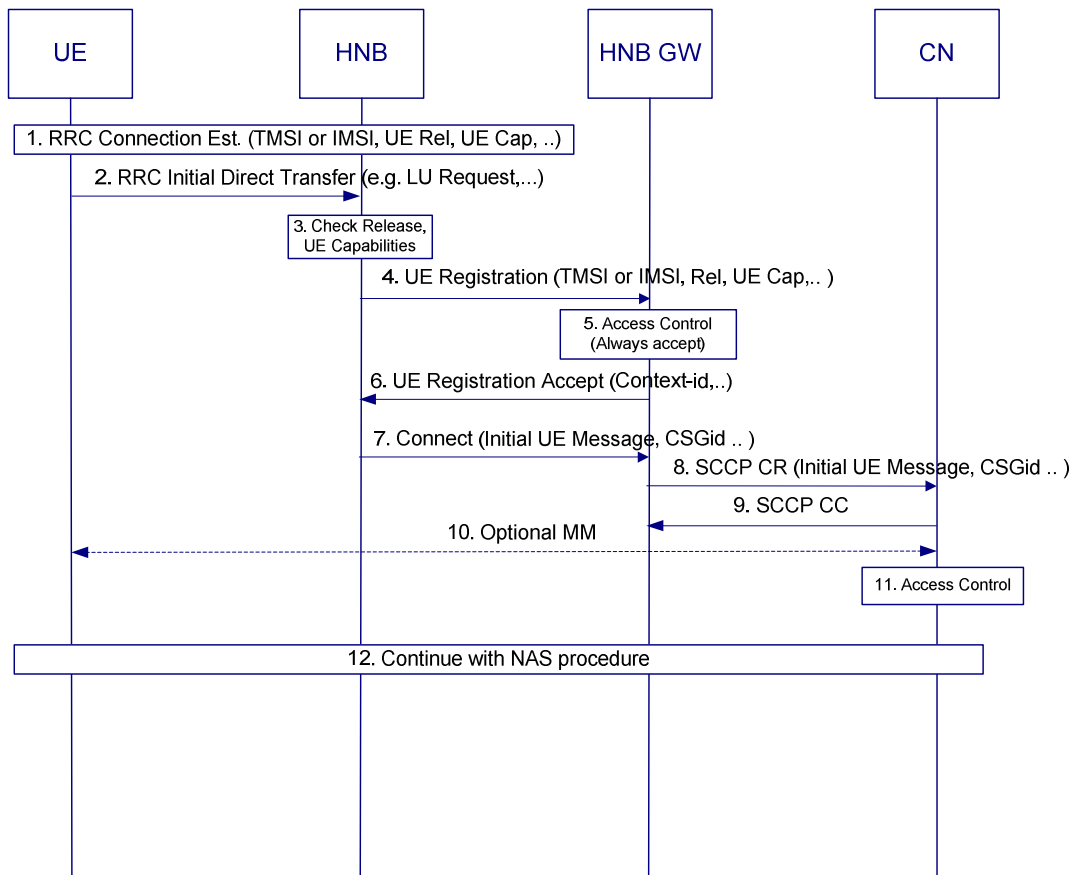 UE
HNB
HNB GW
CN
1. RRC Connection Est. (TMSI or IMSI, UE Rel, UE Cap, ..)
2. RRC Initial Direct Transfer (e.g. LU Request,...)
3. Check Release,
UE Capabilities
4. UE Registration (TMSI or IMSI, Rel, UE Cap,.. )
5. Access Control
(Always accept)
6. UE Registration Accept (Context-id,..)
7. Connect (Initial UE Message, CSGid .. )
8. SCCP CR (Initial UE Message, CSGid .. )
9. SCCP CC
10. Optional MM
11. Access Control
12. Continue with NAS procedure